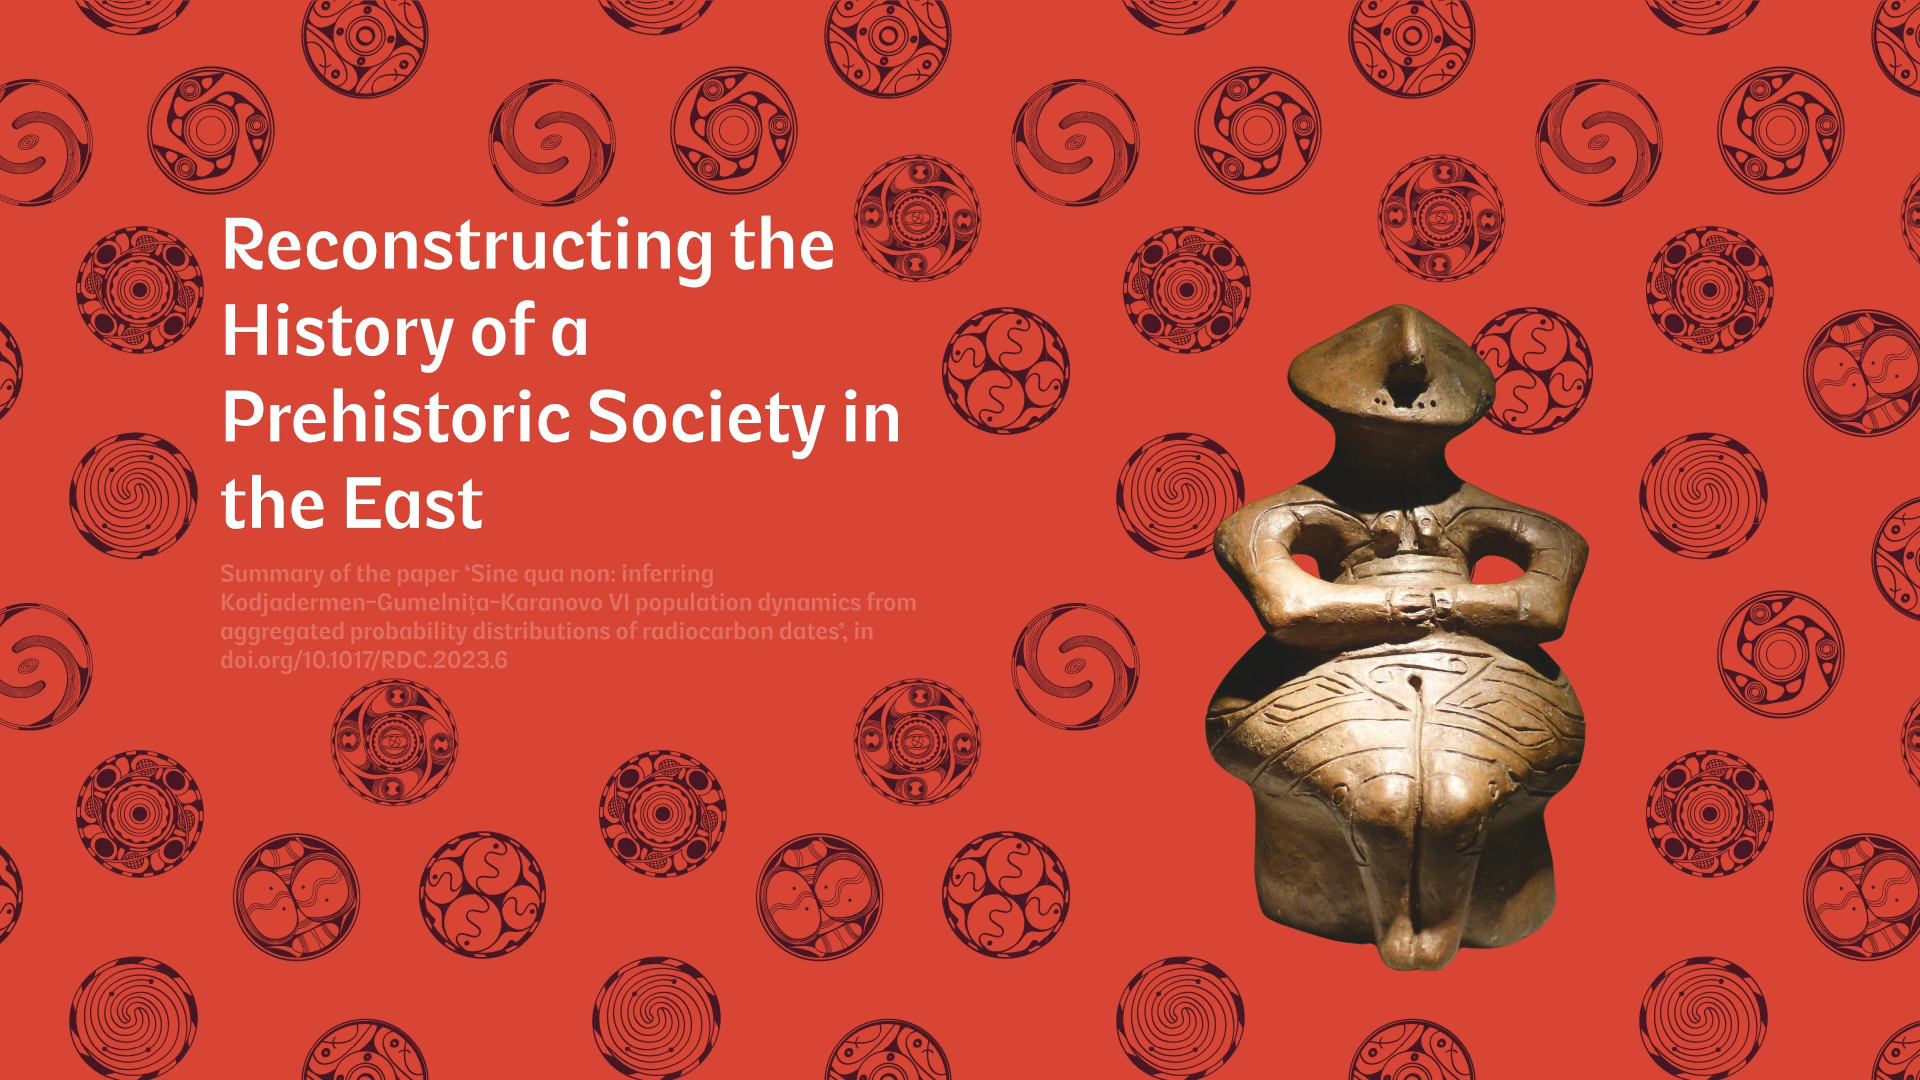 Reconstructing the
History of a
Prehistoric Society in
the East
Summary of the paper ‘Sine qua non: inferring
Kodjadermen–Gumelnița–Karanovo VI population dynamics from
aggregated probability distributions of radiocarbon dates’, in
doi.org/10.1017/RDC.2023.6